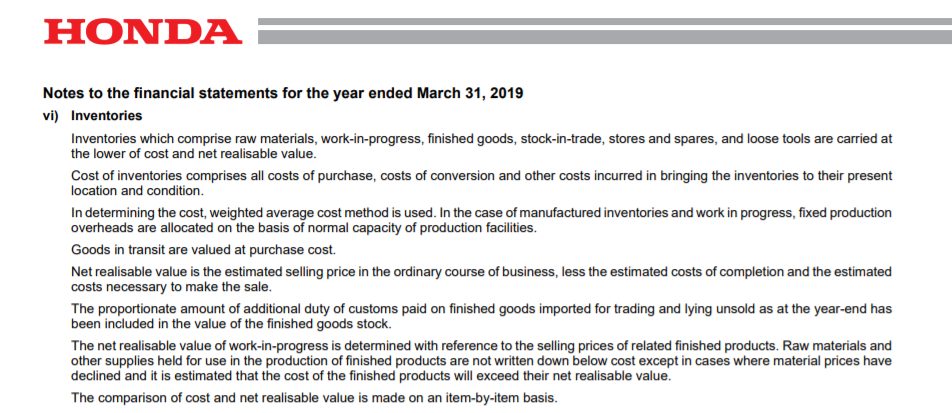 HONDA
Notes to the financial statements for the year ended March 31, 2019
vi) Inventories
Inventories which comprise raw materials, work-in-progress, finished goods, stock-in-trade, stores and spares, and loose tools are carried at
the lower of cost and net realisable value.
Cost of inventories comprises all costs of purchase, costs of conversion and other costs incurred in bringing the inventories to their present
location and condition.
In determining the cost, weighted average cost method is used. In the case of manufactured inventories and work in progress, fixed production
overheads are allocated on the basis of normal capacity of production facilities.
Goods in transit are valued at purchase cost.
Net realisable value is the estimated selling price in the ordinary course of business, less the estimated costs of completion and the estimated
costs necessary to make the sale.
The proportionate amount of additional duty of customs paid on finished goods imported for trading and lying unsold as at the year-end has
been included in the value of the finished goods stock.
The net realisable value of work-in-progress is determined with reference to the selling prices of related finished products. Raw materials and
other supplies held for use in the production of finished products are not written down below cost except in cases where material prices have
declined and it is estimated that the cost of the finished products will exceed their net realisable value.
The comparison of cost and net realisable value is made on an item-by-item basis.